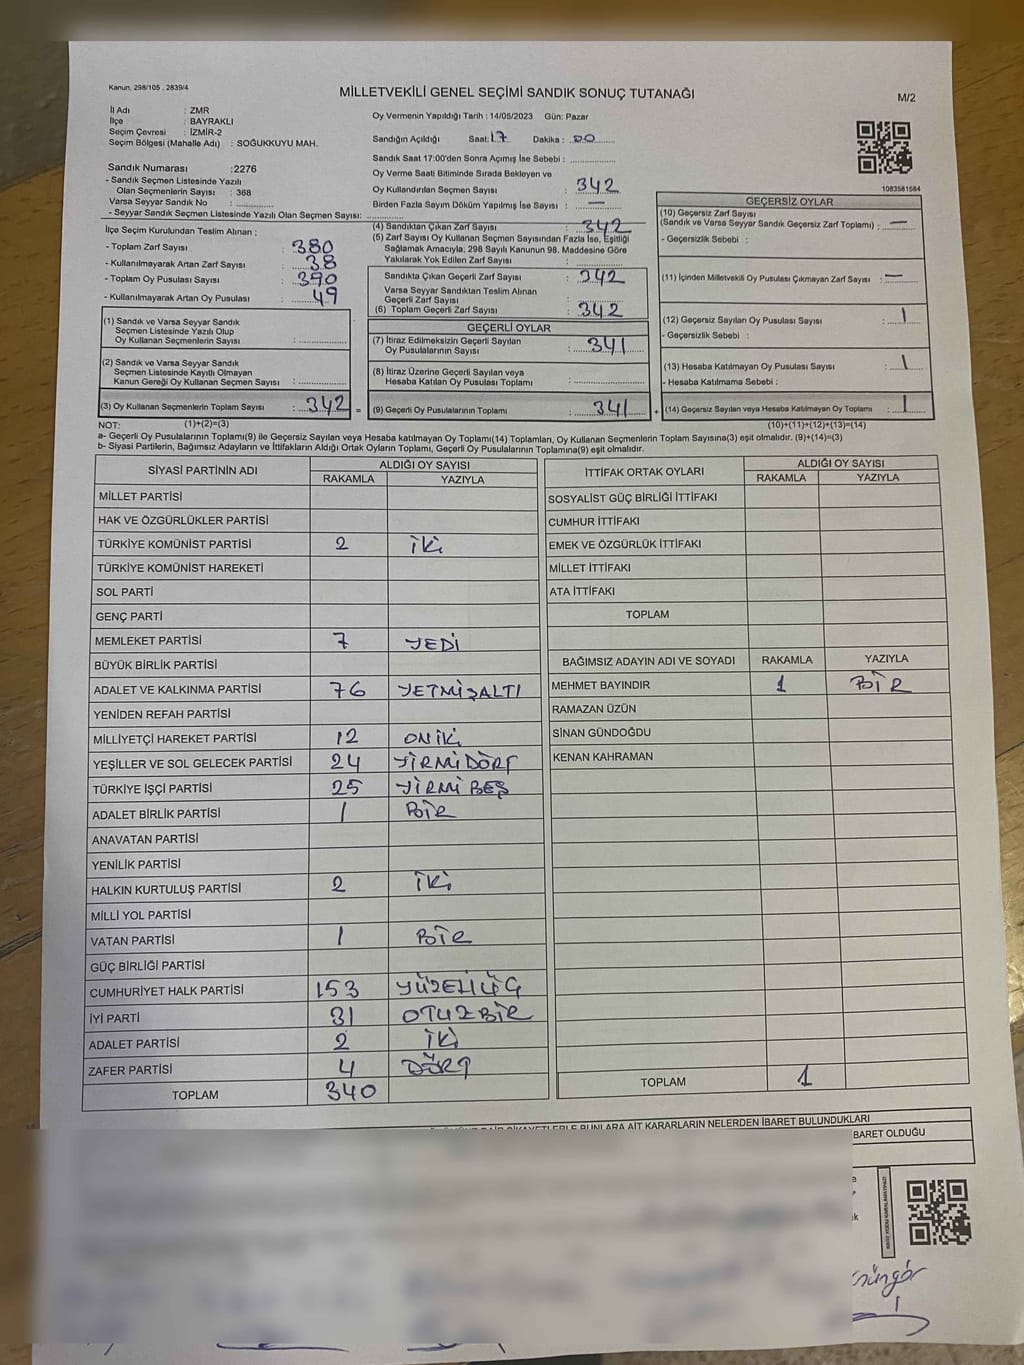 Kanun, 298/105 , 2839/4
MİLLETVEKİLİ GENEL SEÇİMİ SANDIK SONUÇ TUTANAĞI
M/2
İl Adı : ZMR
İlçe : BAYRAKLI
Seçim Çevresi : İZMİR-2
Seçim Bölgesi (Mahalle Adı) : SOĞUKKUYU MAH.
Sandık Numarası :2276
- Sandık Seçmen Listesinde Yazılı
Olan Seçmenlerin Sayısı : 368
Varsa Seyyar Sandık No :
- Seyyar Sandık Seçmen Listesinde Yazılı Olan Seçmen Sayısı:
İlçe Seçim Kurulundan Teslim Alınan :
- Toplam Zarf Sayısı : 380
- Kullanılmayarak Artan Zarf Sayısı : 38
- Toplam Oy Pusulası Sayısı : 390
- Kullanılmayarak Artan Oy Pusulası : 49
(1) Sandık ve Varsa Seyyar Sandık
Seçmen Listesinde Yazılı Olup
Oy Kullanan Seçmenlerin Sayısı :
(2) Sandık ve Varsa Seyyar Sandık
Seçmen Listesinde Kayıtlı Olmayan
Kanun Gereği Oy Kullanan Seçmen Sayısı :
(3) Oy Kullanan Seçmenlerin Toplam Sayısı : 342 =
Oy Vermenin Yapıldığı Tarih : 14/05/2023 Gün: Pazar
Sandığın Açıldığı Saat: 17 Dakika : 00
Sandık Saat 17:00'den Sonra Açımış İse Sebebi :
Oy Verme Saati Bitiminde Sırada Bekleyen ve
Oy Kullandırılan Seçmen Sayısı : 342
Birden Fazla Sayım Döküm Yapılmış İse Sayısı : —
(4) Sandıktan Çıkan Zarf Sayısı : 342
(5) Zarf Sayısı Oy Kullanan Seçmen Sayısından Fazla İse, Eşitliği
Sağlamak Amacıyla; 298 Sayılı Kanunun 98. Maddesine Göre
Yakılarak Yok Edilen Zarf Sayısı :
Sandıkta Çıkan Geçerli Zarf Sayısı : 342
Varsa Seyyar Sandıktan Teslim Alınan
Geçerli Zarf Sayısı :
(6) Toplam Geçerli Zarf Sayısı : 342
GEÇERLİ OYLAR
(7) İtiraz Edilmeksizin Geçerli Sayılan
Oy Pusulalarının Sayısı : 341
(8) İtiraz Üzerine Geçerli Sayılan veya
Hesaba Katılan Oy Pusulası Toplamı :
(9) Geçerli Oy Pusulalarının Toplamı : 341 +
1083581584
GEÇERSİZ OYLAR
(10) Geçersiz Zarf Sayısı
(Sandık ve Varsa Seyyar Sandık Geçersiz Zarf Toplamı) : —
- Geçersizlik Sebebi :
(11) İçinden Milletvekili Oy Pusulası Çıkmayan Zarf Sayısı : —
(12) Geçersiz Sayılan Oy Pusulası Sayısı : 1
- Geçersizlik Sebebi :
(13) Hesaba Katılmayan Oy Pusulası Sayısı : 1
- Hesaba Katılmama Sebebi :
(14) Geçersiz Sayılan veya Hesaba Katılmayan Oy Toplamı : 1
NOT: (1)+(2)=(3) (10)+(11)+(12)+(13)=(14)
a- Geçerli Oy Pusulaları Toplamı(9) ile Geçersiz Sayılan veya Hesaba katılmayan Oy Toplamı(14) Toplamları, Oy Kullanan Seçmenlerin Toplam Sayısına(3) eşit olmalıdır. (9)+(14)=(3)
b- Siyasi Partilerin, Bağımsız Adayların ve İttifakların Aldığı Ortak Oyların Toplamı, Geçerli Oy Pusulalarının Toplamına(9) eşit olmalıdır.
SİYASİ PARTİNİN ADI ALDIĞI OY SAYISI
RAKAMLA YAZIYLA
MİLLET PARTİSİ
HAK VE ÖZGÜRLÜKLER PARTİSİ
TÜRKİYE KOMÜNİST PARTİSİ 2 İKİ
TÜRKİYE KOMÜNİST HAREKETİ
SOL PARTİ
GENÇ PARTİ
MEMLEKET PARTİSİ 7 YEDİ
BÜYÜK BİRLİK PARTİSİ
ADALET VE KALKINMA PARTİSİ 76 YETMİŞALTI
YENİDEN REFAH PARTİSİ
MİLLİYETÇİ HAREKET PARTİSİ 12 ONİKİ
YEŞİLLER VE SOL GELECEK PARTİSİ 24 YİRMİDÖRT
TÜRKİYE İŞÇİ PARTİSİ 25 YİRMİ BEŞ
ADALET BİRLİK PARTİSİ 1 BİR
ANAVATAN PARTİSİ
YENİLİK PARTİSİ
HALKIN KURTULUŞ PARTİSİ 2 İKİ
MİLLİ YOL PARTİSİ
VATAN PARTİSİ 1 BİR
GÜÇ BİRLİĞİ PARTİSİ
CUMHURİYET HALK PARTİSİ 153 YÜZELLİÜÇ
İYİ PARTİ 31 OTUZBİR
ADALET PARTİSİ 2 İKİ
ZAFER PARTİSİ 4 DÖRT
TOPLAM 340
İTTİFAK ORTAK OYLARI ALDIĞI OY SAYISI
RAKAMLA YAZIYLA
SOSYALİST GÜÇ BİRLİĞİ İTTİFAKI
CUMHUR İTTİFAKI
EMEK VE ÖZGÜRLÜK İTTİFAKI
MİLLET İTTİFAKI
ATA İTTİFAKI
TOPLAM
BAĞIMSIZ ADAYIN ADI VE SOYADI RAKAMLA YAZIYLA
MEHMET BAYINDIR 1 BİR
RAMAZAN ÜZÜN
SİNAN GÜNDOĞDU
KENAN KAHRAMAN
TOPLAM 1
BUNLARA AİT KARARLARIN NELERDEN İBARET BULUNDUKLARI
BARET OLDUĞU